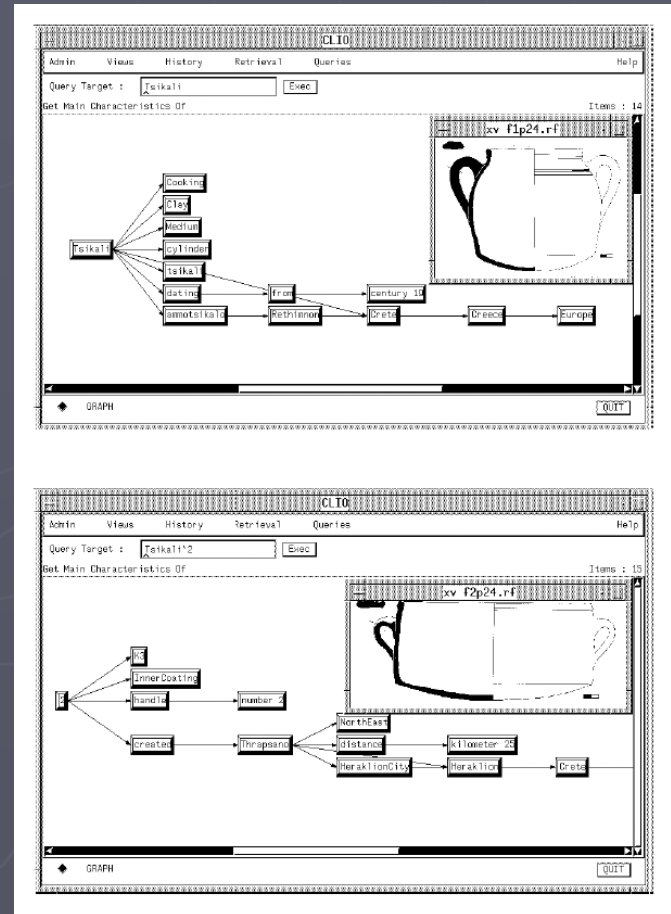 CLIO
Admin Views History Retrieval Queries Help
Query Target : Tsikali Exec
Get Main Characteristics Of Items : 14
xv f1p24.rf
Cooking
Clay
Medium
Tsikali cylinder
tsikali
dating from century 19
ammotsikalo Rethimnon Crete Creece Europe
GRAPH QUIT
CLIO
Admin Views History Retrieval Queries Help
Query Target : Tsikali`2 Exec
Get Main Characteristics Of Items : 15
xv f2p24.rf
InnerCoating
handle number 2
NorthEast
created Thrapsano distance kilometer 25
HeraklionCity Heraklion Crete
GRAPH QUIT